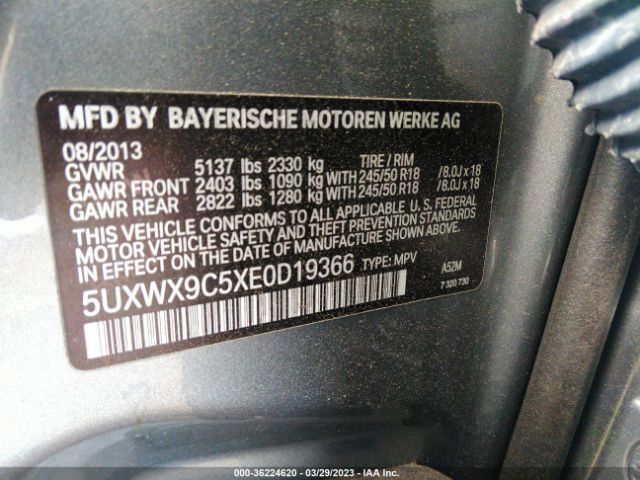 MFD BY BAYERISCHE MOTOREN WERKE AG
08/2013
GVWR 5137 lbs 2330 kg TIRE / RIM
GAWR FRONT 2403 lbs 1090 kg WITH 245/50 R18 /8.0J x 18
GAWR REAR 2822 lbs 1280 kg WITH 245/50 R18 /8.0J x 18
THIS VEHICLE CONFORMS TO ALL APPLICABLE U. S. FEDERAL
MOTOR VEHICLE SAFETY AND THEFT PREVENTION STANDARDS
IN EFFECT ON THE DATE OF MANUFACTURE SHOWN ABOVE.
5UXWX9C5XE0D19366 TYPE: MPV A52M
7 320 730
000-36224620 - 03/29/2023 - IAA Inc.